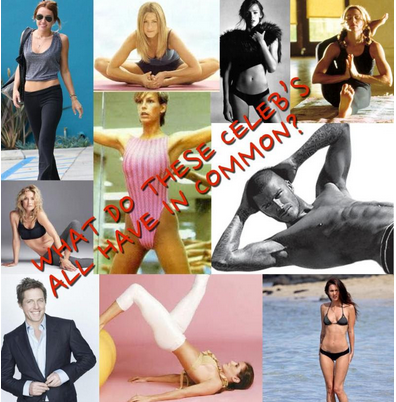 WHAT DO THESE CELEB'S
ALL HAVE IN COMMON?